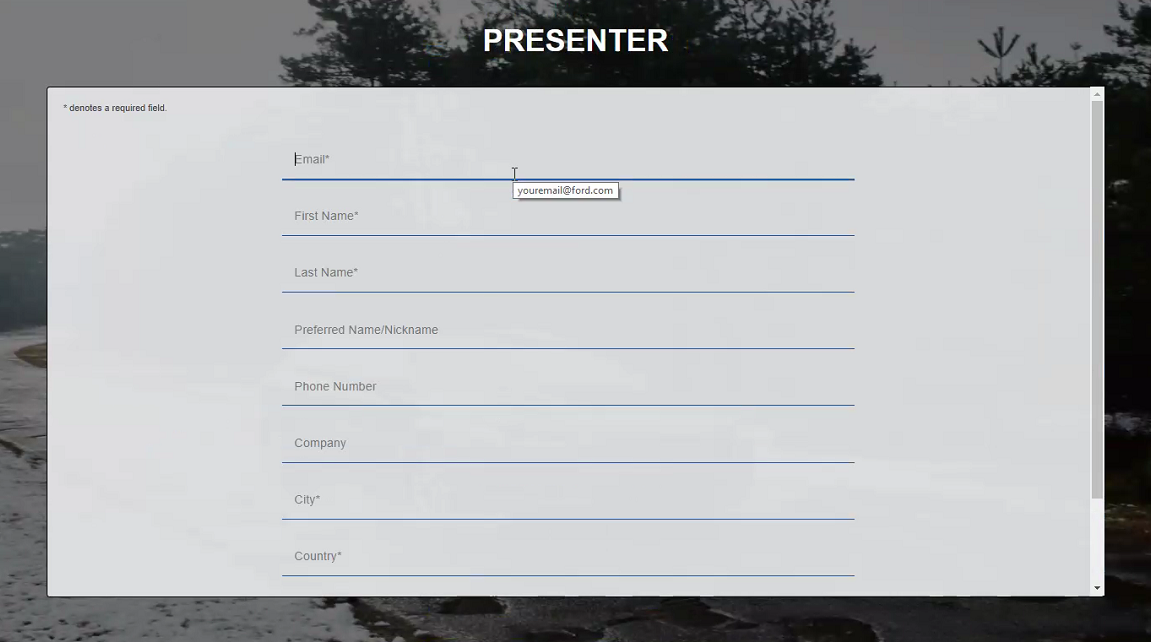 PRESENTER
* denotes a required field.
Email*
youremail@ford.com
First Name*
Last Name*
Preferred Name/Nickname
Phone Number
Company
City*
Country*